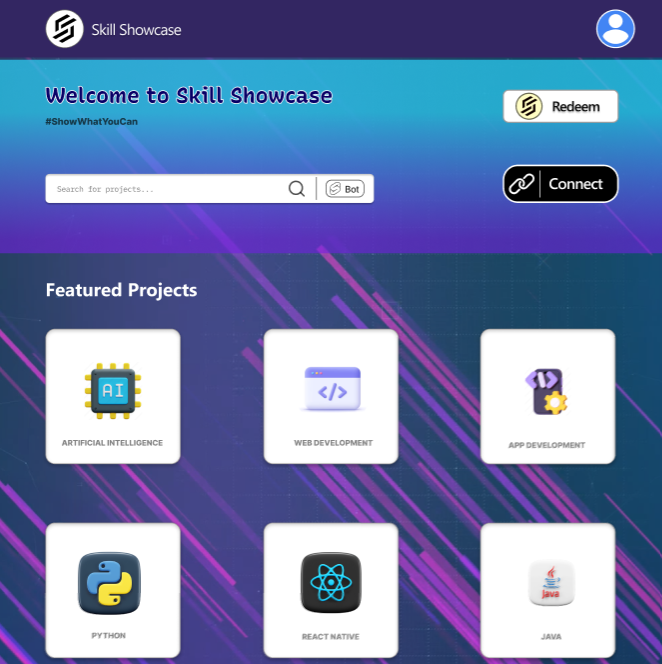 Skill Showcase
Welcome to Skill Showcase
#ShowWhatYouCan
Redeem
Search for projects...
Bot
Connect
Featured Projects
AI
ARTIFICIAL INTELLIGENCE
</>
WEB DEVELOPMENT
</>
APP DEVELOPMENT
PYTHON
REACT NATIVE
java
JAVA